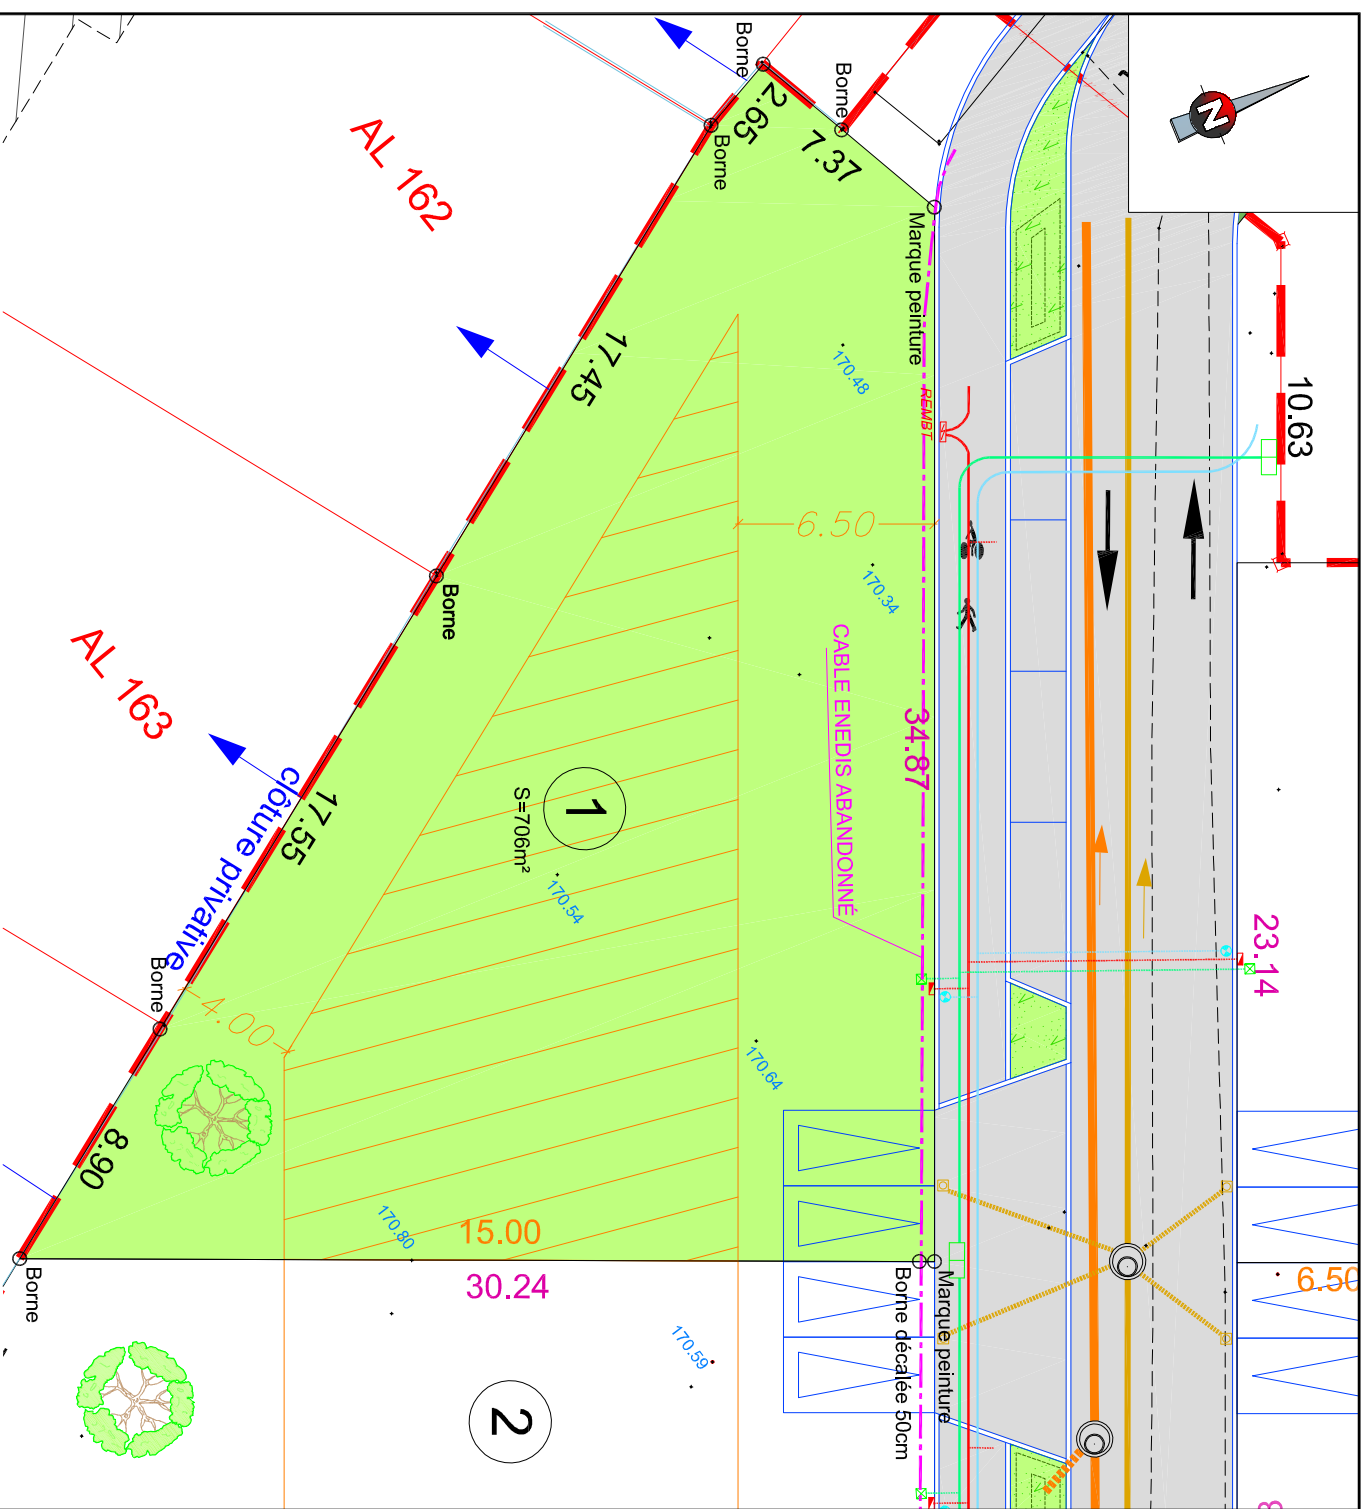 Borne
2.65
Borne
Borne
7.37
Marque peinture
N
AL 162
17.45
170.48
REMBT
10.63
6.50
170.34
Borne
CABLE ENEDIS ABANDONNÉ
34.87
AL 163
clôture privative
17.55
1
S=706m²
170.54
23.14
Borne
4.00
170.64
8.90
170.80
15.00
30.24
Borne
Marque peinture
Borne décalée 50cm
6.50
170.59
2